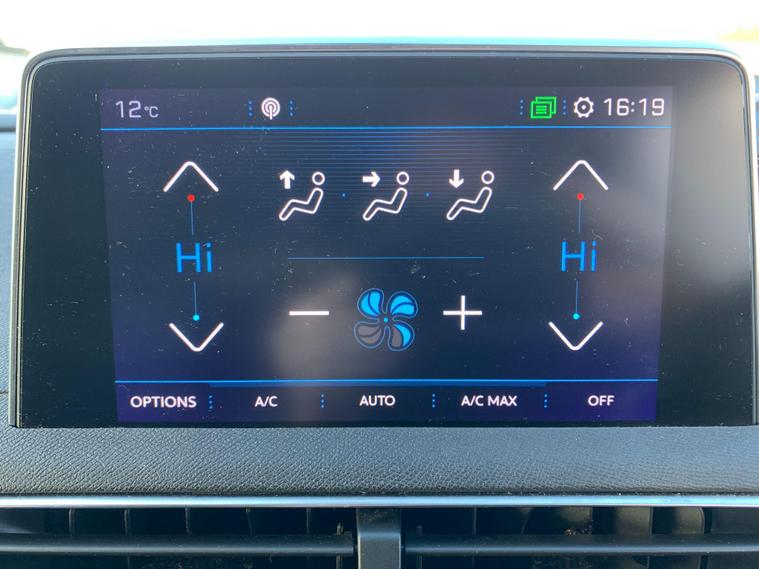 12°C 16:19
Hi Hi
OPTIONS A/C AUTO A/C MAX OFF